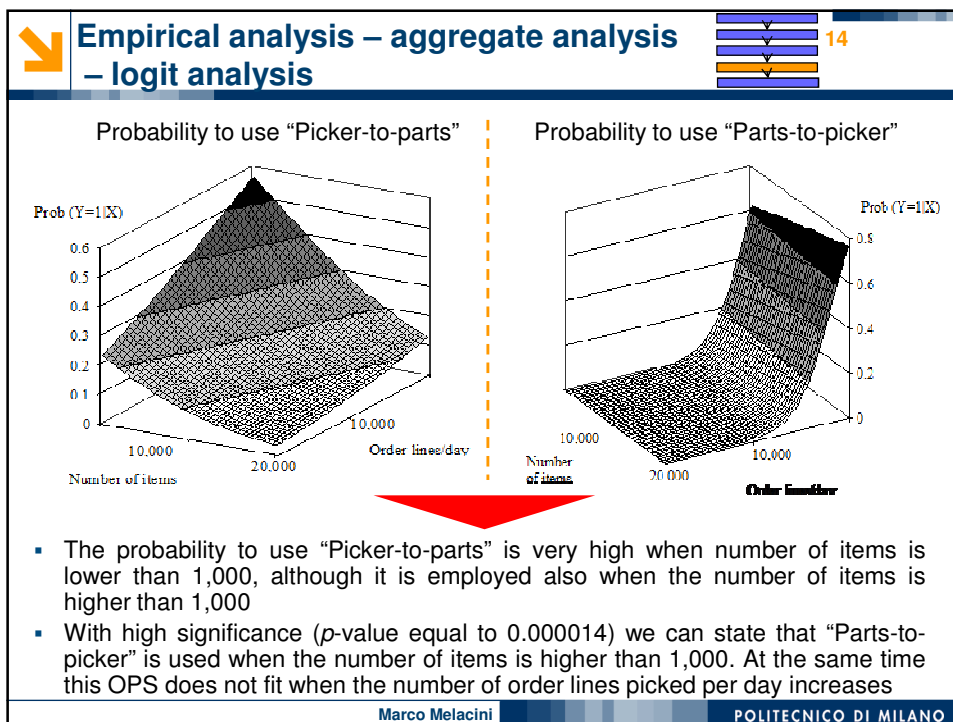 Empirical analysis – aggregate analysis
– logit analysis
14
Probability to use “Picker-to-parts”
Prob (Y=1|X)
0.6
0.5
0.4
0.3
0.2
0.1
0
10.000
20.000
Number of items
10.000
Order lines/day
Probability to use “Parts-to-picker”
Prob (Y=1|X)
0.8
0.6
0.4
0.2
0
10.000
20.000
Number
of items
10,000
Order
▪ The probability to use “Picker-to-parts” is very high when number of items is
lower than 1,000, although it is employed also when the number of items is
higher than 1,000
▪ With high significance (p-value equal to 0.000014) we can state that “Parts-to-
picker” is used when the number of items is higher than 1,000. At the same time
this OPS does not fit when the number of order lines picked per day increases
Marco Melacini
POLITECNICO DI MILANO